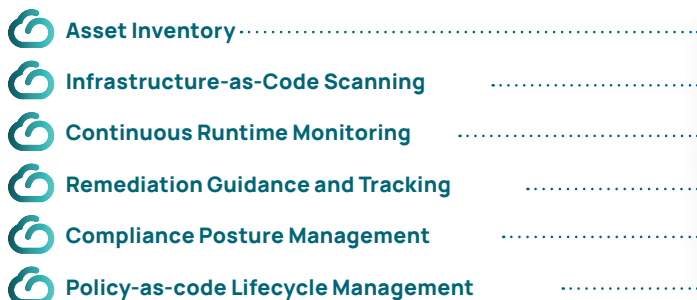 Asset Inventory
Infrastructure-as-Code Scanning
Continuous Runtime Monitoring
Remediation Guidance and Tracking
Compliance Posture Management
Policy-as-code Lifecycle Management